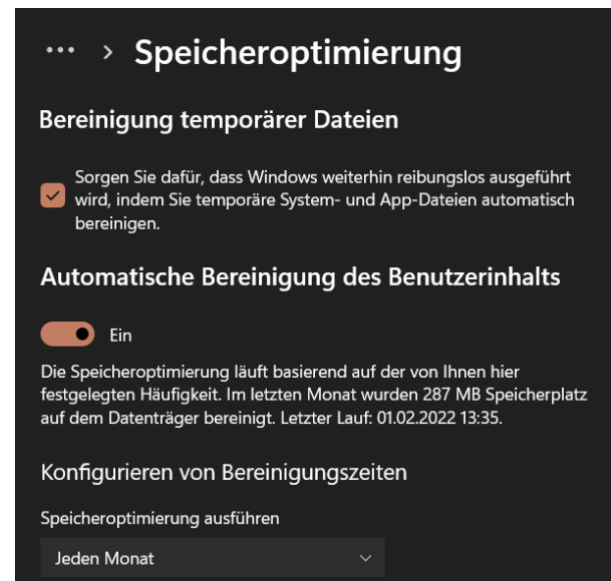 ··· > Speicheroptimierung
Bereinigung temporärer Dateien
Sorgen Sie dafür, dass Windows weiterhin reibungslos ausgeführt
wird, indem Sie temporäre System- und App-Dateien automatisch
bereinigen.
Automatische Bereinigung des Benutzerinhalts
Ein
Die Speicheroptimierung läuft basierend auf der von Ihnen hier
festgelegten Häufigkeit. Im letzten Monat wurden 287 MB Speicherplatz
auf dem Datenträger bereinigt. Letzter Lauf: 01.02.2022 13:35.
Konfigurieren von Bereinigungszeiten
Speicheroptimierung ausführen
Jeden Monat